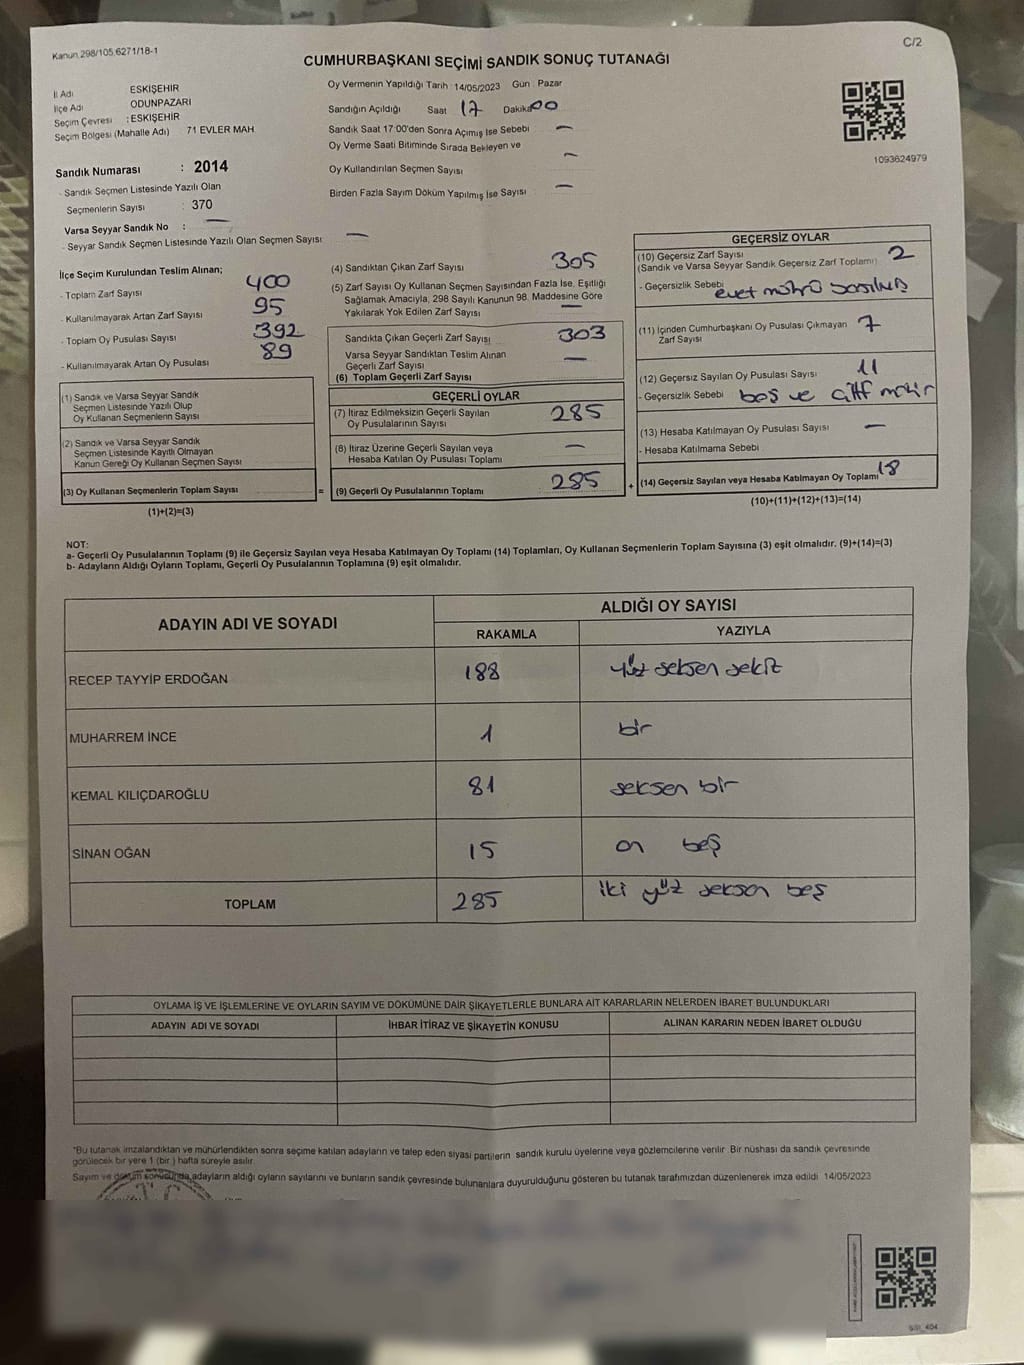 Kanun 298/105 6271/18-1
C/2
CUMHURBAŞKANI SEÇİMİ SANDIK SONUÇ TUTANAĞI
İl Adı ESKİŞEHİR
İlçe Adı ODUNPAZARI
Seçim Çevresi : ESKİŞEHİR
Seçim Bölgesi (Mahalle Adı) 71 EVLER MAH
Sandık Numarası : 2014
- Sandık Seçmen Listesinde Yazılı Olan
Seçmenlerin Sayısı : 370
Varsa Seyyar Sandık No : —
- Seyyar Sandık Seçmen Listesinde Yazılı Olan Seçmen Sayısı —
Oy Vermenin Yapıldığı Tarih 14/05/2023 Gün Pazar
Sandığın Açıldığı Saat 17 Dakika 00
Sandık Saat 17:00'den Sonra Açımış İse Sebebi —
Oy Verme Saati Bitiminde Sırada Bekleyen ve
Oy Kullandırılan Seçmen Sayısı —
Birden Fazla Sayım Döküm Yapılmış İse Sayısı —
1093624979
İlçe Seçim Kurulundan Teslim Alınan;
- Toplam Zarf Sayısı 400
- Kullanılmayarak Artan Zarf Sayısı 95
- Toplam Oy Pusulası Sayısı 392
- Kullanılmayarak Artan Oy Pusulası 89
(1) Sandık ve Varsa Seyyar Sandık
Seçmen Listesinde Yazılı Olup
Oy Kullanan Seçmenlerin Sayısı
(2) Sandık ve Varsa Seyyar Sandık
Seçmen Listesinde Kayıtlı Olmayan
Kanun Gereği Oy Kullanan Seçmen Sayısı
(3) Oy Kullanan Seçmenlerin Toplam Sayısı
(1)+(2)=(3)
(4) Sandıktan Çıkan Zarf Sayısı 305
(5) Zarf Sayısı Oy Kullanan Seçmen Sayısından Fazla İse, Eşitliği
Sağlamak Amacıyla, 298 Sayılı Kanunun 98. Maddesine Göre
Yakılarak Yok Edilen Zarf Sayısı —
Sandıkta Çıkan Geçerli Zarf Sayısı 303
Varsa Seyyar Sandıktan Teslim Alınan
Geçerli Zarf Sayısı —
(6) Toplam Geçerli Zarf Sayısı
GEÇERLİ OYLAR
(7) İtiraz Edilmeksizin Geçerli Sayılan
Oy Pusulalarının Sayısı 285
(8) İtiraz Üzerine Geçerli Sayılan veya
Hesaba Katılan Oy Pusulası Toplamı —
= (9) Geçerli Oy Pusulalarının Toplamı 285
GEÇERSİZ OYLAR
(10) Geçersiz Zarf Sayısı 2
(Sandık ve Varsa Seyyar Sandık Geçersiz Zarf Toplamı)
- Geçersizlik Sebebi evet mührü basılmış
(11) İçinden Cumhurbaşkanı Oy Pusulası Çıkmayan 7
Zarf Sayısı
(12) Geçersiz Sayılan Oy Pusulası Sayısı 11
- Geçersizlik Sebebi boş ve çift mühür
(13) Hesaba Katılmayan Oy Pusulası Sayısı —
- Hesaba Katılmama Sebebi
+ (14) Geçersiz Sayılan veya Hesaba Katılmayan Oy Toplamı 18
(10)+(11)+(12)+(13)=(14)
NOT:
a- Geçerli Oy Pusulalarının Toplamı (9) ile Geçersiz Sayılan veya Hesaba Katılmayan Oy Toplamı (14) Toplamları, Oy Kullanan Seçmenlerin Toplam Sayısına (3) eşit olmalıdır. (9)+(14)=(3)
b- Adayların Aldığı Oyların Toplamı, Geçerli Oy Pusulalarının Toplamına (9) eşit olmalıdır.
ADAYIN ADI VE SOYADI ALDIĞI OY SAYISI
RAKAMLA YAZIYLA
RECEP TAYYİP ERDOĞAN 188 yüz seksen sekiz
MUHARREM İNCE 1 bir
KEMAL KILIÇDAROĞLU 81 seksen bir
SİNAN OĞAN 15 on beş
TOPLAM 285 iki yüz seksen beş
OYLAMA İŞ VE İŞLEMLERİNE VE OYLARIN SAYIM VE DÖKÜMÜNE DAİR ŞİKAYETLERLE BUNLARA AİT KARARLARIN NELERDEN İBARET BULUNDUKLARI
ADAYIN ADI VE SOYADI İHBAR İTİRAZ VE ŞİKAYETİN KONUSU ALINAN KARARIN NEDEN İBARET OLDUĞU
*Bu tutanak imzalandıktan ve mühürlendikten sonra seçime katılan adayların ve talep eden siyasi partilerin sandık kurulu üyelerine veya gözlemcilerine verilir. Bir nüshası da sandık çevresinde
görülecek bir yere 1 (bir ) hafta süreyle asılır.
Sayım ve döküm sonucunda adayların aldığı oyların sayılarını ve bunların sandık çevresinde bulunanlara duyurulduğunu gösteren bu tutanak tarafımızdan düzenlenerek imza edildi 14/05/2023